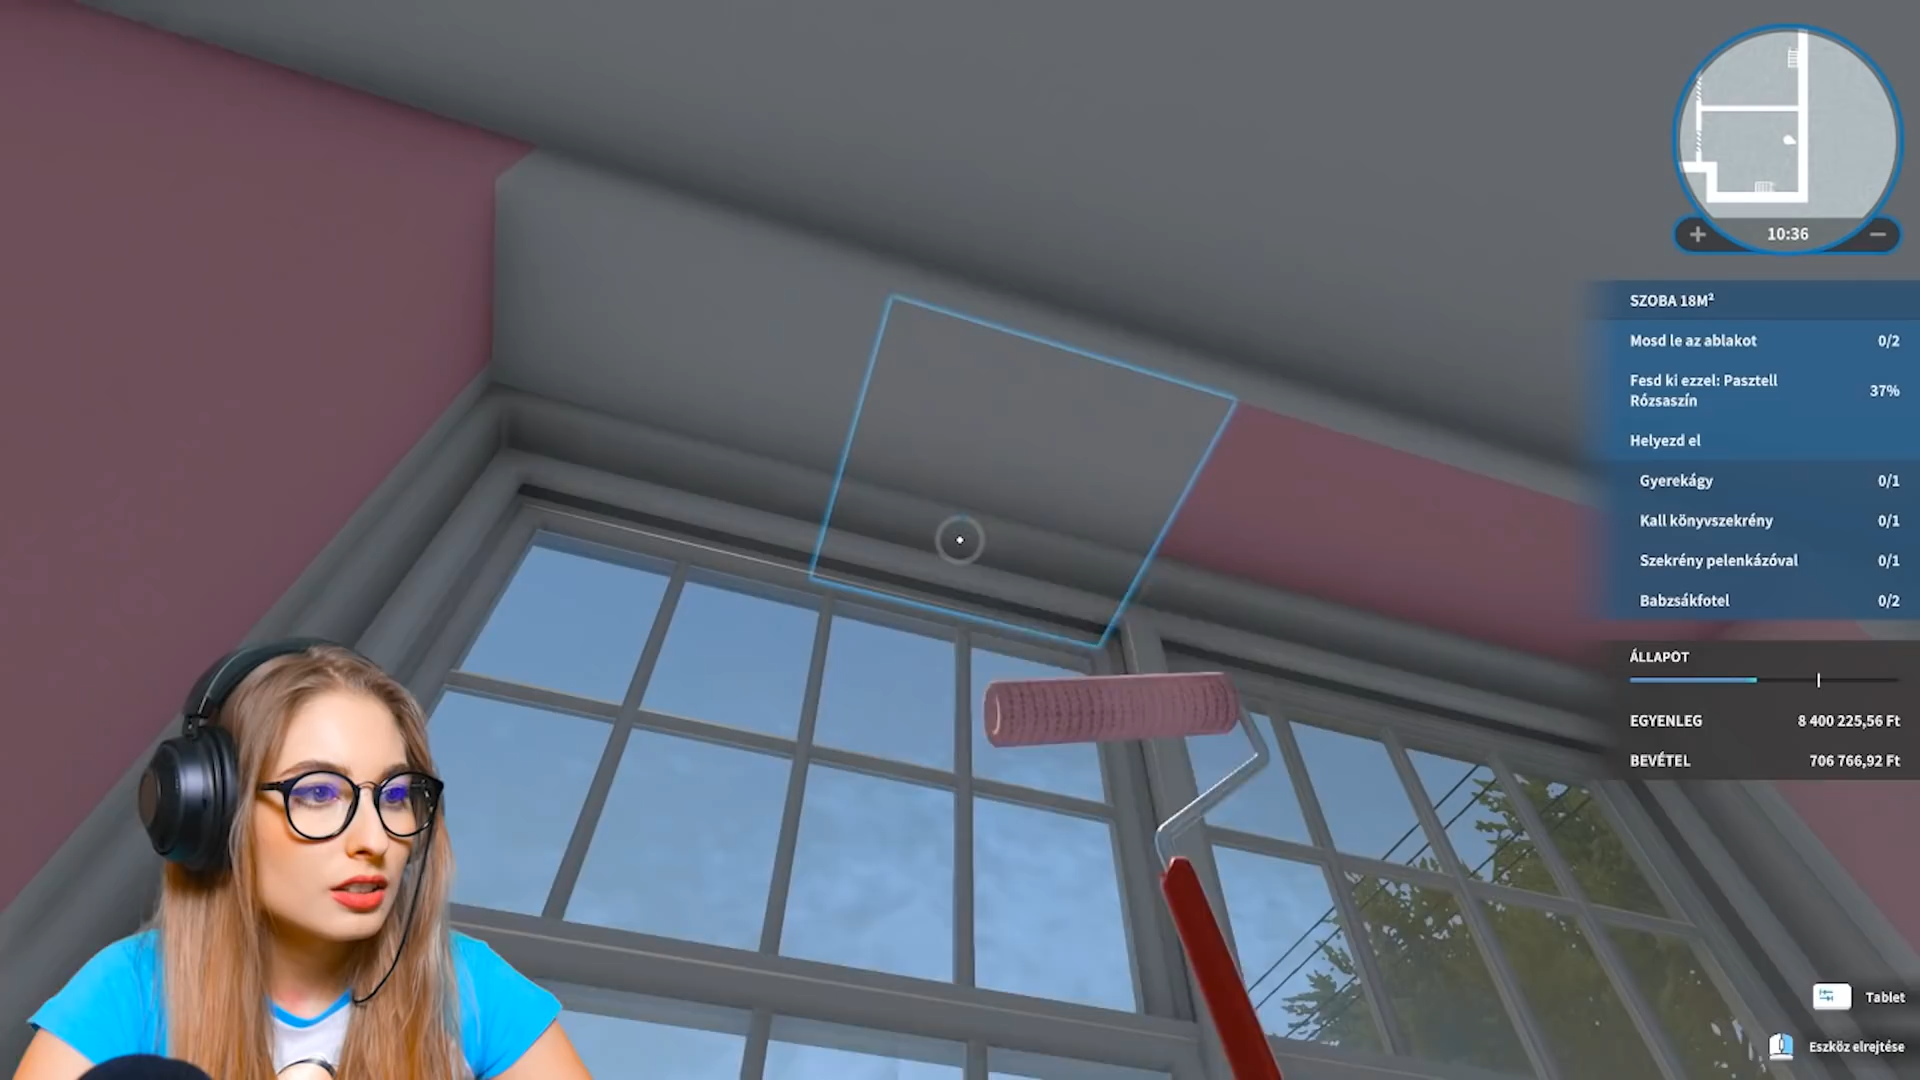 10:36
SZOBA 18M²
Mosd le az ablakot 0/2
Fesd ki ezzel: Pasztell
Rózsaszín 37%
Helyezd el
Gyerekágy 0/1
Kall könyvszekrény 0/1
Szekrény pelenkázóval 0/1
Babzsákfotel 0/2
ÁLLAPOT
EGYENLEG 8 400 225,56 Ft
BEVÉTEL 706 766,92 Ft
Tablet
Eszköz elrejtése